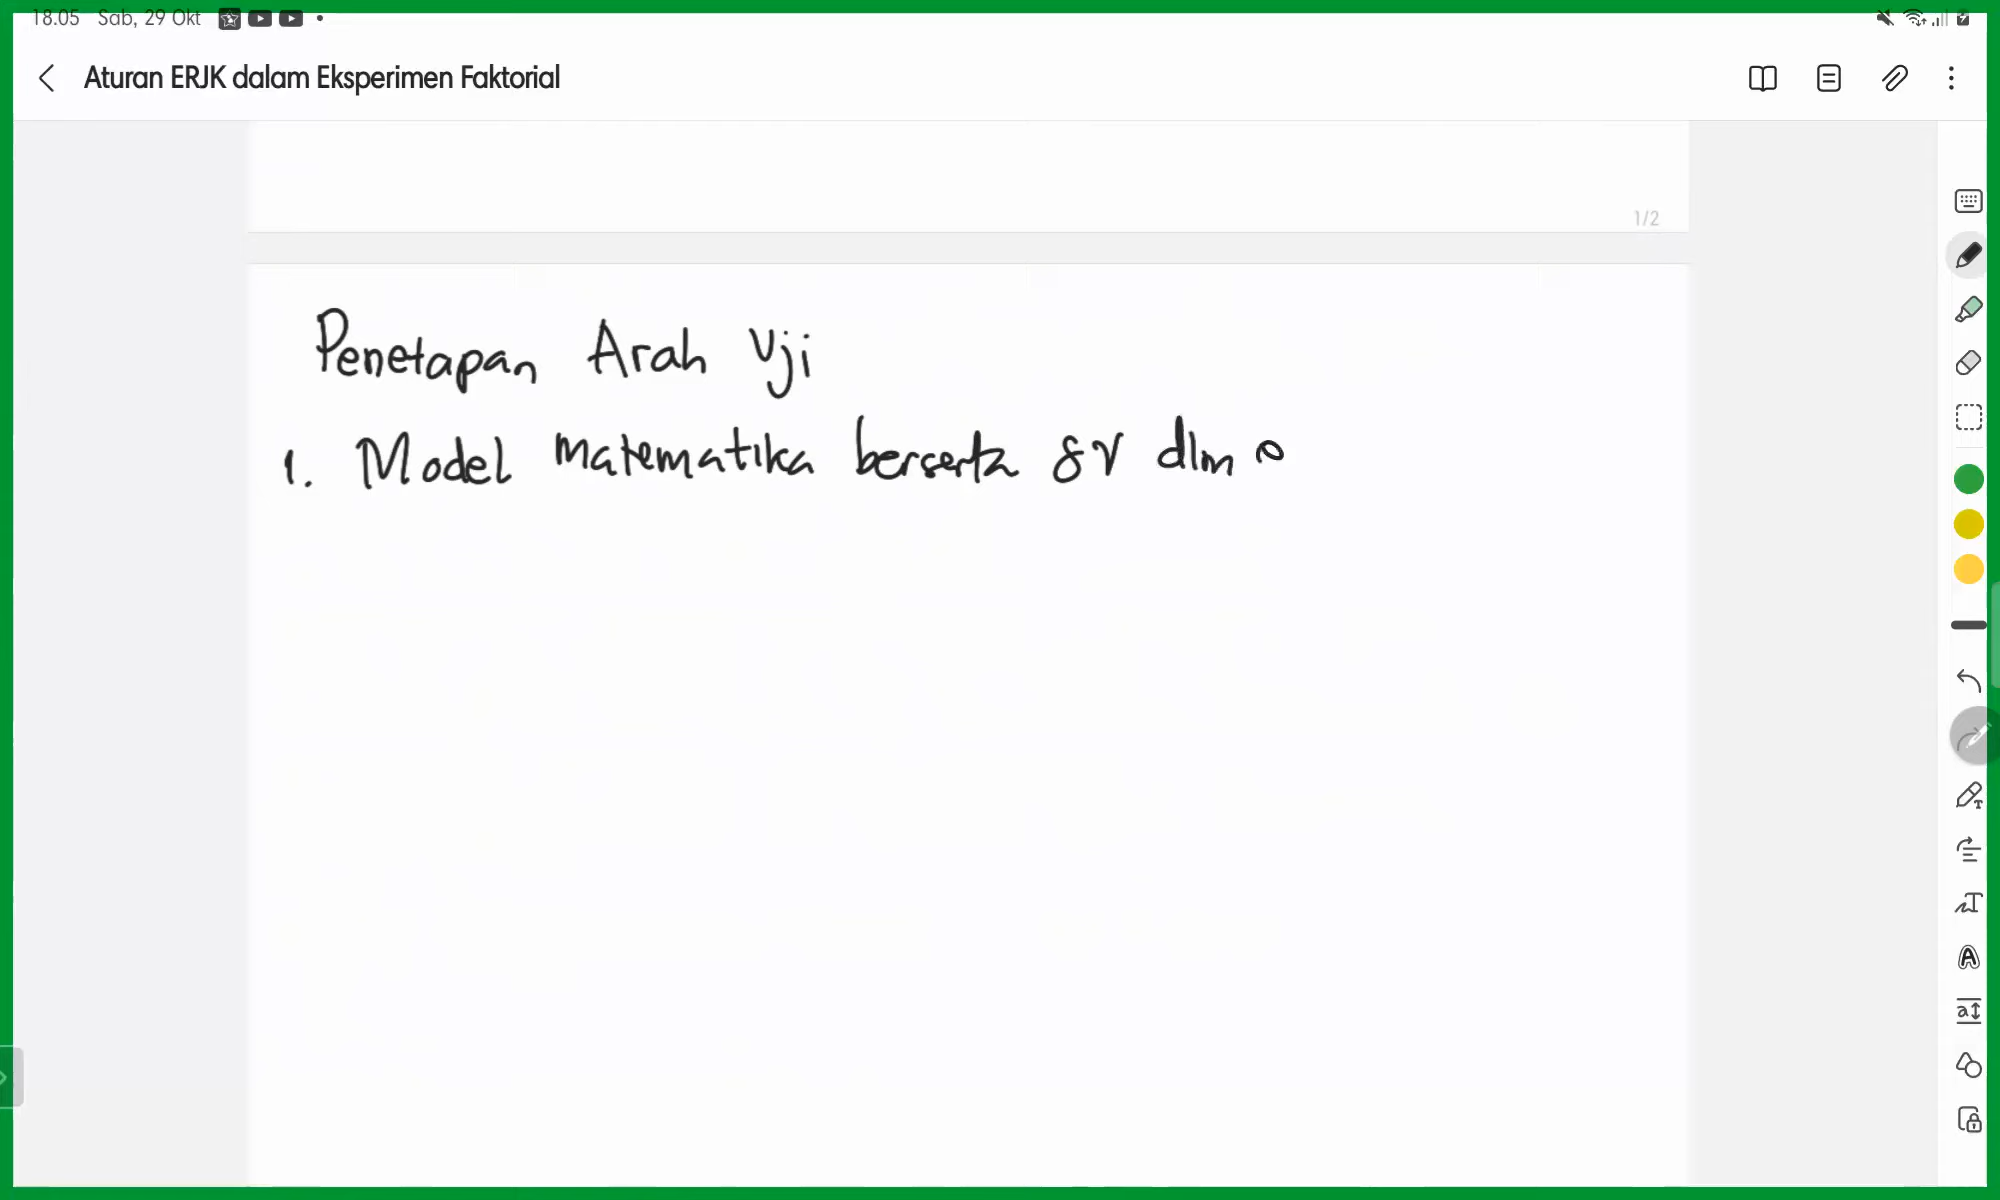 18.05 Sab, 29 Okt
Aturan ERJK dalam Eksperimen Faktorial
1/2
Penetapan Arah Uji
1. Model matematika berserta SV dlm